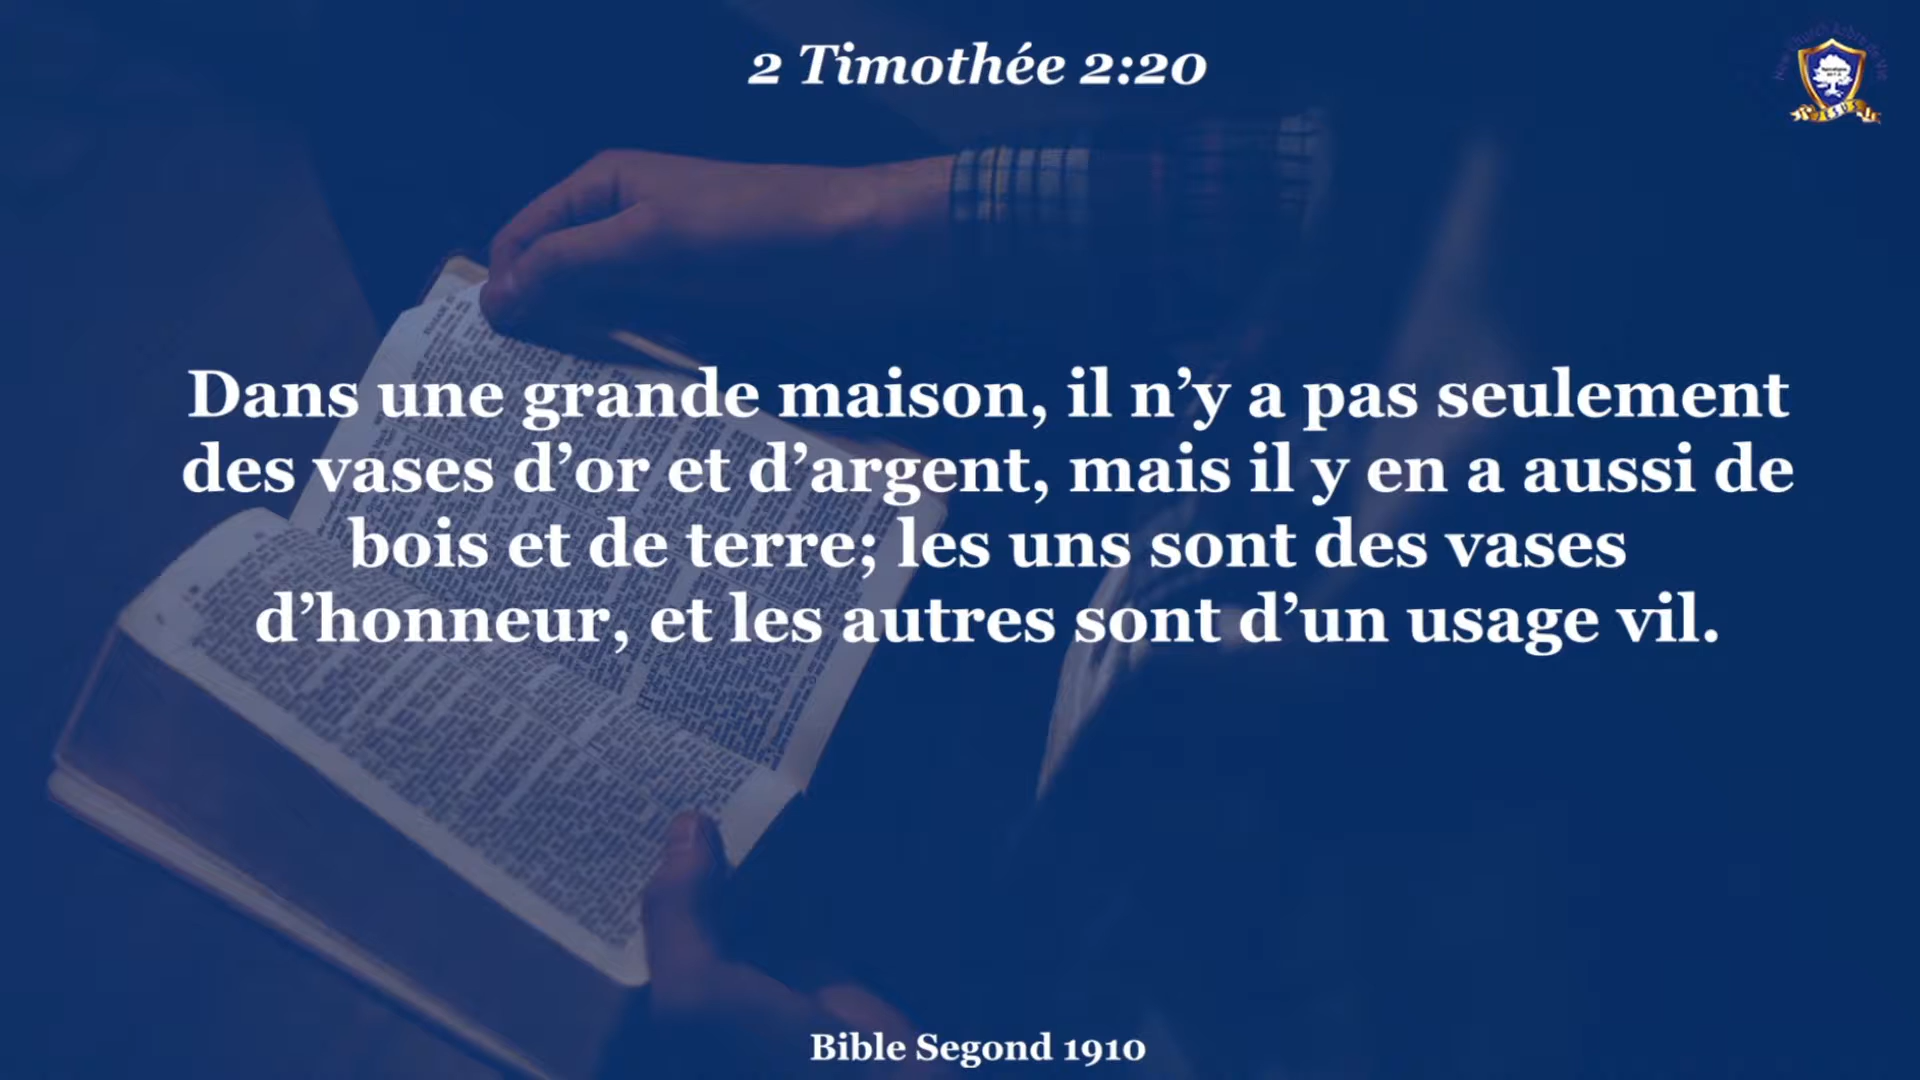 2 Timothée 2:20
Dans une grande maison, il n’y a pas seulement
des vases d’or et d’argent, mais il y en a aussi de
bois et de terre; les uns sont des vases
d’honneur, et les autres sont d’un usage vil.
Bible Segond 1910